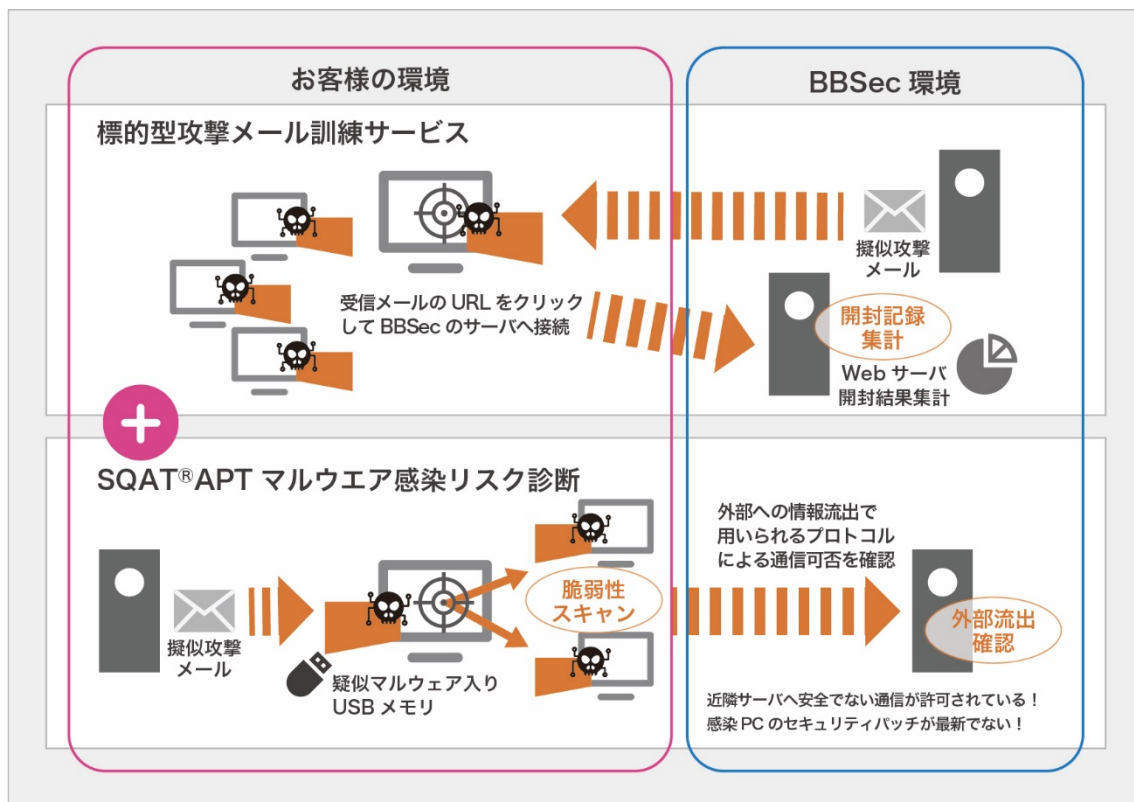 お客様の環境
BBSec 環境
標的型攻撃メール訓練サービス
擬似攻撃
メール
受信メールの URL をクリック
して BBSec のサーバへ接続
開封記録
集計
Web サーバ
開封結果集計
+
SQAT®APT マルウエア感染リスク診断
擬似攻撃
メール
疑似マルウェア入り
USB メモリ
脆弱性
スキャン
外部への情報流出で
用いられるプロトコル
による通信可否を確認
外部流出
確認
近隣サーバへ安全でない通信が許可されている！
感染 PC のセキュリティパッチが最新でない！